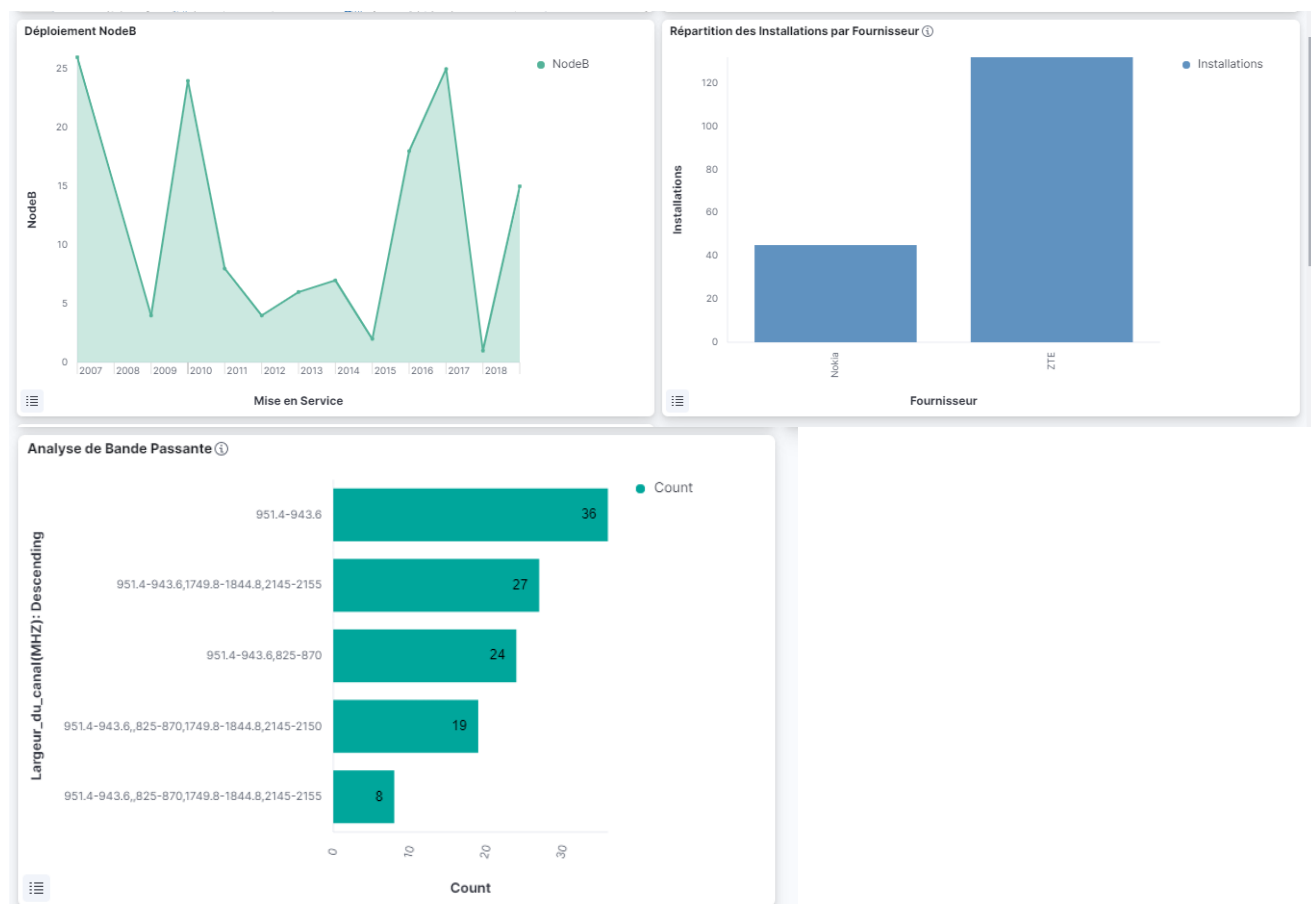 Déploiement NodeB
NodeB
25
20
15
10
5
0
NodeB
2007 2008 2009 2010 2011 2012 2013 2014 2015 2016 2017 2018
Mise en Service
Répartition des Installations par Fournisseur
Installations
120
100
80
60
40
20
0
Installations
Nokia
ZTE
Fournisseur
Analyse de Bande Passante
Count
Largeur_du_canal(MHZ): Descending
951.4-943.6
36
951.4-943.6,1749.8-1844.8,2145-2155
27
951.4-943.6,825-870
24
951.4-943.6,,825-870,1749.8-1844.8,2145-2150
19
951.4-943.6,,825-870,1749.8-1844.8,2145-2155
8
0 10 20 30
Count